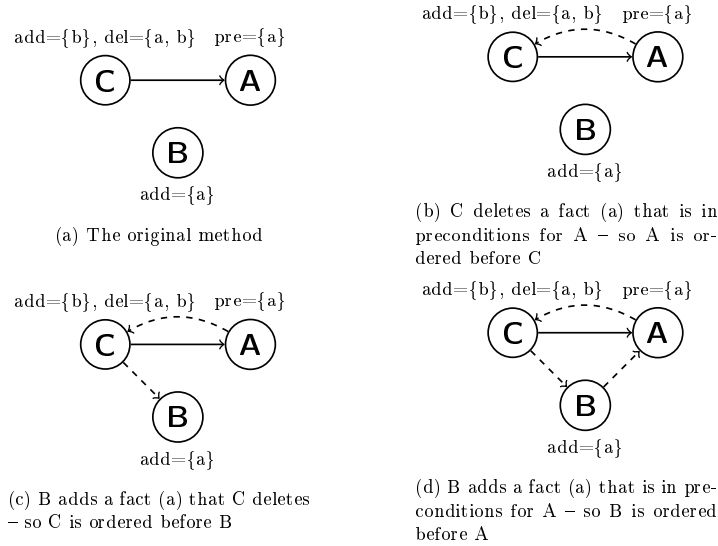 add={b}, del={a, b} pre={a}
C A
B
add={a}
(a) The original method
add={b}, del={a, b} pre={a}
C A
B
add={a}
(b) C deletes a fact (a) that is in
preconditions for A – so A is or-
dered before C
add={b}, del={a, b} pre={a}
C A
B
add={a}
(c) B adds a fact (a) that C deletes
– so C is ordered before B
add={b}, del={a, b} pre={a}
C A
B
add={a}
(d) B adds a fact (a) that is in pre-
conditions for A – so B is ordered
before A